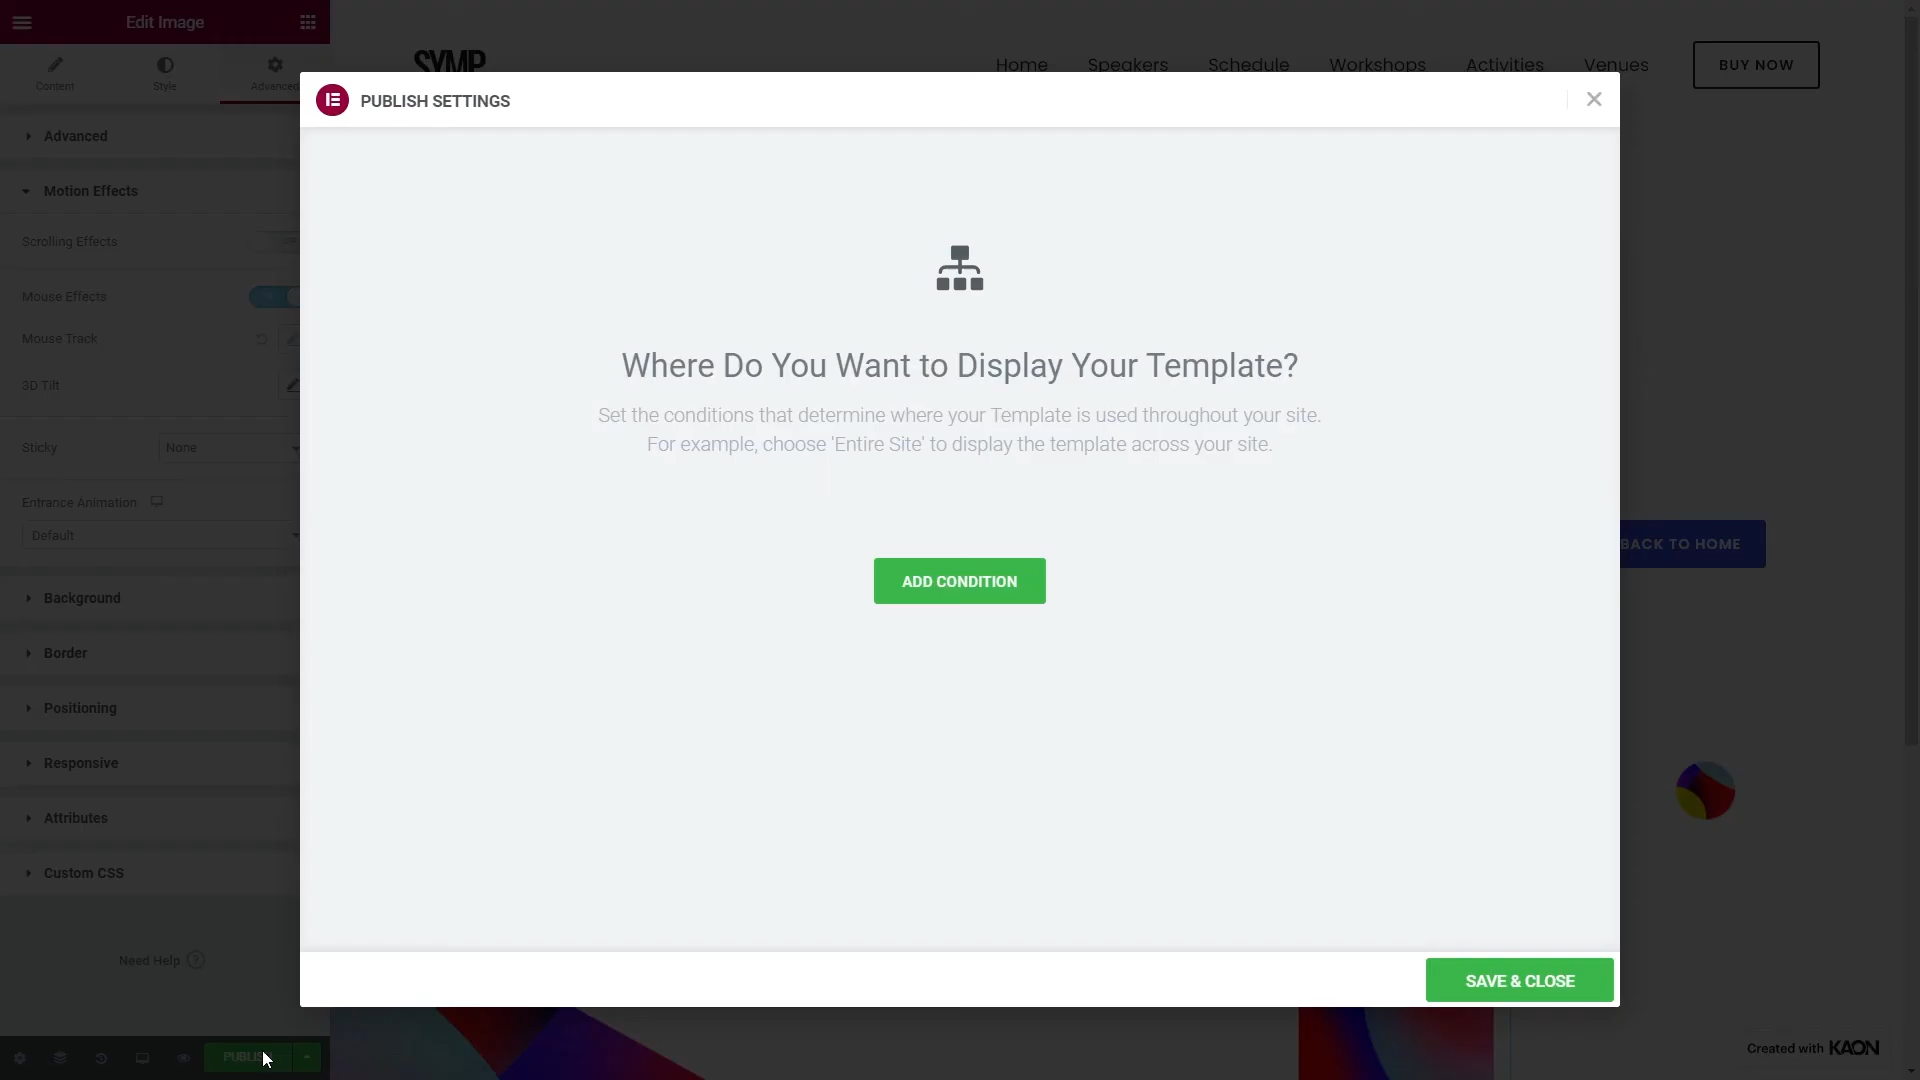 Edit Image
Content
Style
Advanced
SYMP
Home
Speakers
Schedule
Workshops
Activities
Venues
BUY NOW
PUBLISH SETTINGS
Advanced
Motion Effects
Scrolling Effects
Mouse Effects
Mouse Track
3D Tilt
Sticky
None
Entrance Animation
Default
Background
Border
Positioning
Responsive
Attributes
Custom CSS
Need Help
PUBLISH
Where Do You Want to Display Your Template?
Set the conditions that determine where your Template is used throughout your site.
For example, choose 'Entire Site' to display the template across your site.
ADD CONDITION
BACK TO HOME
SAVE & CLOSE
Created with KAON